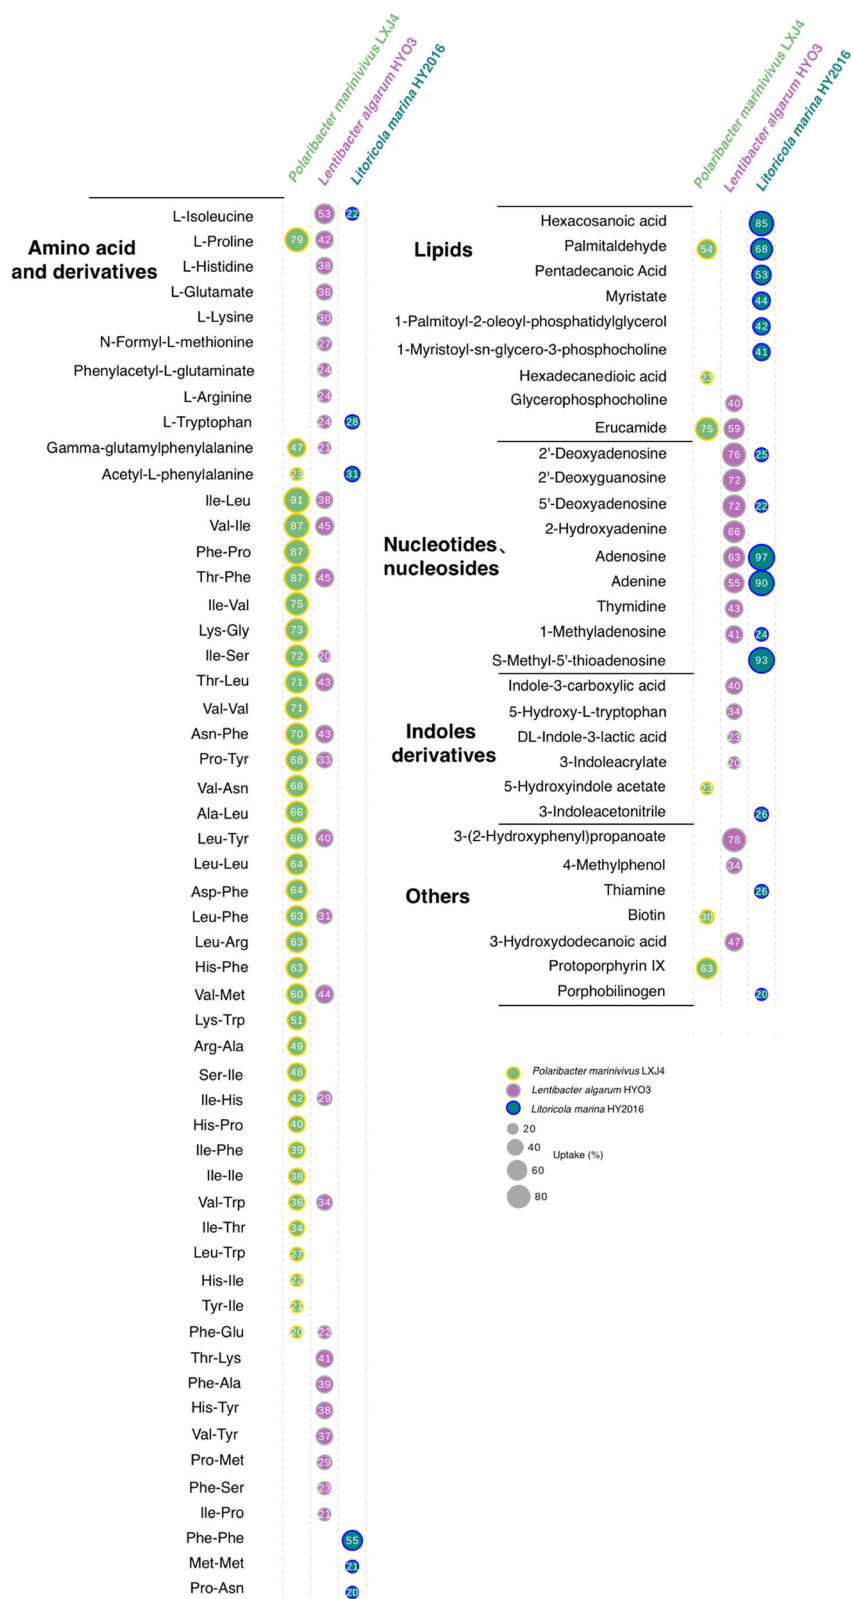 Polaribacter marinivivus LXJ4
Lentibacter algarum HYO3
Litoricola marina HY2016
Amino acid
and derivatives
L-Isoleucine 53 22
L-Proline 79 42
L-Histidine 38
L-Glutamate 36
L-Lysine 30
N-Formyl-L-methionine 27
Phenylacetyl-L-glutaminate 24
L-Arginine 24
L-Tryptophan 24 28
Gamma-glutamylphenylalanine 47 21
Acetyl-L-phenylalanine 23 31
Ile-Leu 91 38
Val-Ile 87 45
Phe-Pro 87
Thr-Phe 87 45
Ile-Val 75
Lys-Gly 73
Ile-Ser 72 20
Thr-Leu 71 43
Val-Val 71
Asn-Phe 70 43
Pro-Tyr 68 33
Val-Asn 68
Ala-Leu 66
Leu-Tyr 66 40
Leu-Leu 64
Asp-Phe 64
Leu-Phe 63 31
Leu-Arg 63
His-Phe 63
Val-Met 60 44
Lys-Trp 51
Arg-Ala 49
Ser-Ile 48
Ile-His 42 29
His-Pro 40
Ile-Phe 39
Ile-Ile 38
Val-Trp 36 34
Ile-Thr 34
Leu-Trp 27
His-Ile 22
Tyr-Ile 21
Phe-Glu 20 22
Thr-Lys 41
Phe-Ala 39
His-Tyr 38
Val-Tyr 37
Pro-Met 29
Phe-Ser 23
Ile-Pro 21
Phe-Phe 55
Met-Met 21
Pro-Asn 20
Polaribacter marinivivus LXJ4
Lentibacter algarum HYO3
Litoricola marina HY2016
Lipids
Hexacosanoic acid 85
Palmitaldehyde 54 68
Pentadecanoic Acid 53
Myristate 44
1-Palmitoyl-2-oleoyl-phosphatidylglycerol 42
1-Myristoyl-sn-glycero-3-phosphocholine 41
Hexadecanedioic acid 23
Glycerophosphocholine 40
Erucamide 75 59
Nucleotides、
nucleosides
2'-Deoxyadenosine 76 25
2'-Deoxyguanosine 72
5'-Deoxyadenosine 72 22
2-Hydroxyadenine 66
Adenosine 63 97
Adenine 55 90
Thymidine 43
1-Methyladenosine 41 24
S-Methyl-5'-thioadenosine 93
Indoles
derivatives
Indole-3-carboxylic acid 40
5-Hydroxy-L-tryptophan 34
DL-Indole-3-lactic acid 23
3-Indoleacrylate 20
5-Hydroxyindole acetate 23
3-Indoleacetonitrile 26
Others
3-(2-Hydroxyphenyl)propanoate 78
4-Methylphenol 34
Thiamine 26
Biotin 30
3-Hydroxydodecanoic acid 47
Protoporphyrin IX 63
Porphobilinogen 20
Polaribacter marinivivus LXJ4
Lentibacter algarum HYO3
Litoricola marina HY2016
20
40
Uptake (%)
60
80